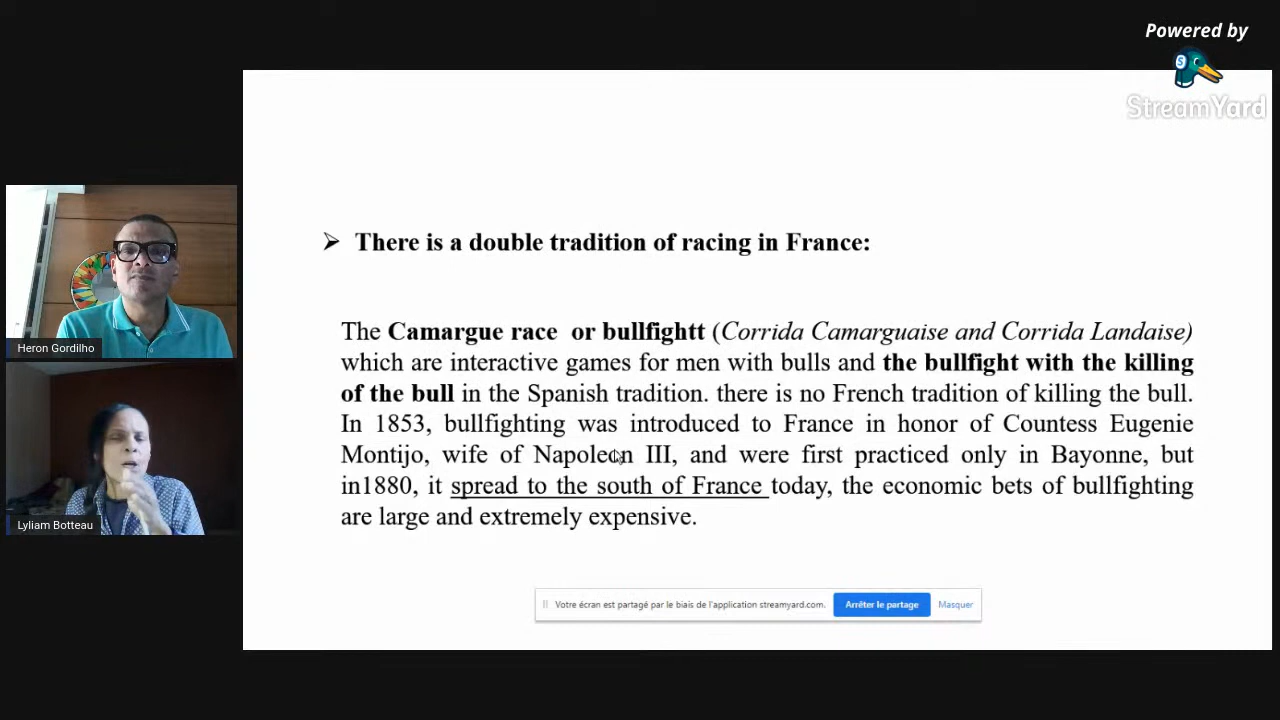 Powered by
StreamYard
➢ There is a double tradition of racing in France:
The Camargue race or bullfightt (Corrida Camarguaise and Corrida Landaise)
which are interactive games for men with bulls and the bullfight with the killing
of the bull in the Spanish tradition. there is no French tradition of killing the bull.
In 1853, bullfighting was introduced to France in honor of Countess Eugenie
Montijo, wife of Napoleon III, and were first practiced only in Bayonne, but
in1880, it spread to the south of France today, the economic bets of bullfighting
are large and extremely expensive.
Heron Gordilho
Lyliam Botteau
Votre écran est partagé par le biais de l'application streamyard.com. Arrêter le partage Masquer